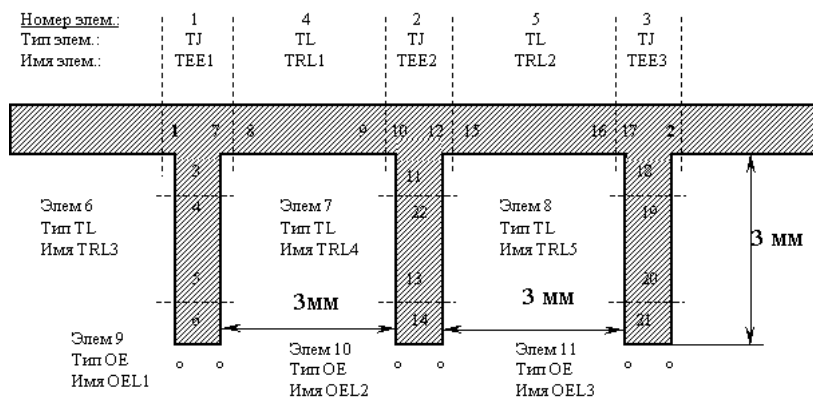 Номер элем.: 1 4 2 5 3
Тип элем.: TJ TL TJ TL TJ
Имя элем.: TEE1 TRL1 TEE2 TRL2 TEE3
1 7 8 9 10 12 15 16 17 2
3 11 18
4 22 19
Элем 6 Элем 7 Элем 8
Тип TL Тип TL Тип TL
Имя TRL3 Имя TRL4 Имя TRL5
3 мм
5 13 20
3мм 3 мм
6 14 21
Элем 9 Элем 10 Элем 11
Тип OE Тип OE Тип OE
Имя OEL1 Имя OEL2 Имя OEL3